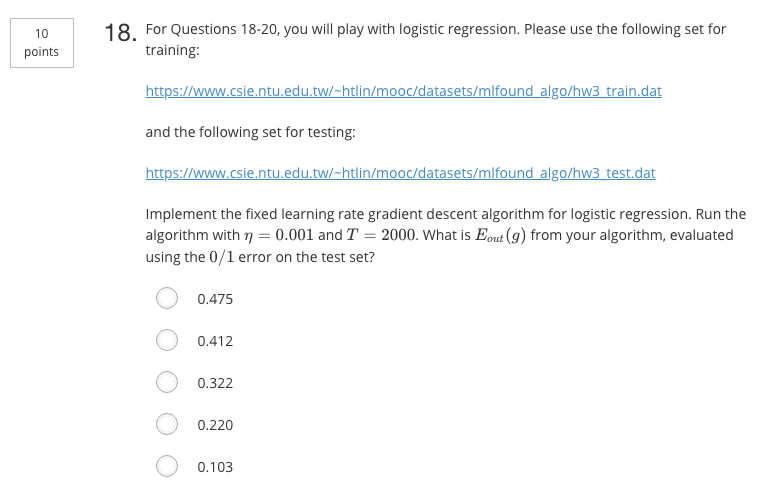 10
points
18. For Questions 18-20, you will play with logistic regression. Please use the following set for
training:
https://www.csie.ntu.edu.tw/~htlin/mooc/datasets/mlfound_algo/hw3_train.dat
and the following set for testing:
https://www.csie.ntu.edu.tw/~htlin/mooc/datasets/mlfound_algo/hw3_test.dat
Implement the fixed learning rate gradient descent algorithm for logistic regression. Run the
algorithm with η = 0.001 and T = 2000. What is E_out(g) from your algorithm, evaluated
using the 0/1 error on the test set?
0.475
0.412
0.322
0.220
0.103